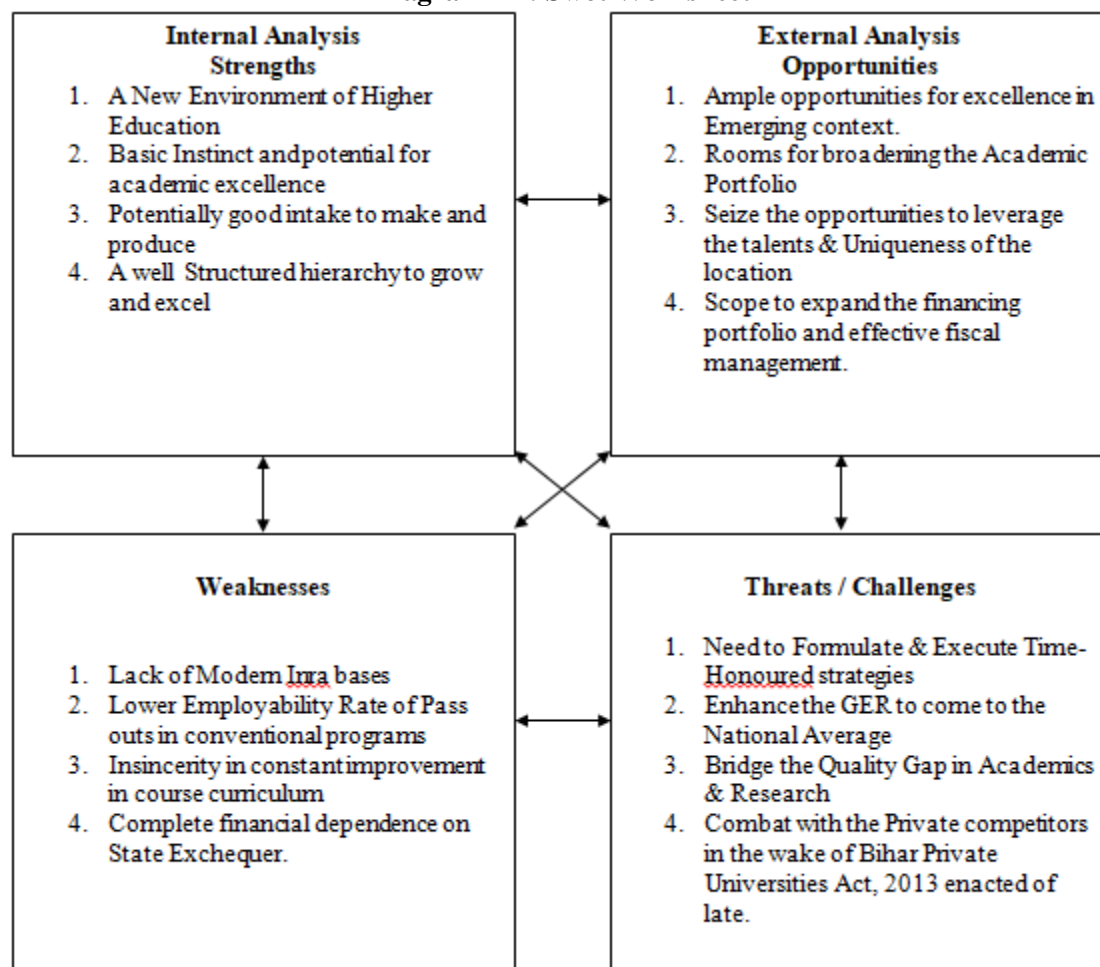 Internal Analysis
Strengths
1. A New Environment of Higher
Education
2. Basic Instinct and potential for
academic excellence
3. Potentially good intake to make and
produce
4. A well Structured hierarchy to grow
and excel
External Analysis
Opportunities
1. Ample opportunities for excellence in
Emerging context.
2. Rooms for broadening the Academic
Portfolio
3. Seize the opportunities to leverage
the talents & Uniqueness of the
location
4. Scope to expand the financing
portfolio and effective fiscal
management.
Weaknesses
1. Lack of Modern Inra bases
2. Lower Employability Rate of Pass
outs in conventional programs
3. Insincerity in constant improvement
in course curriculum
4. Complete financial dependence on
State Exchequer.
Threats / Challenges
1. Need to Formulate & Execute Time-
Honoured strategies
2. Enhance the GER to come to the
National Average
3. Bridge the Quality Gap in Academics
& Research
4. Combat with the Private competitors
in the wake of Bihar Private
Universities Act, 2013 enacted of
late.